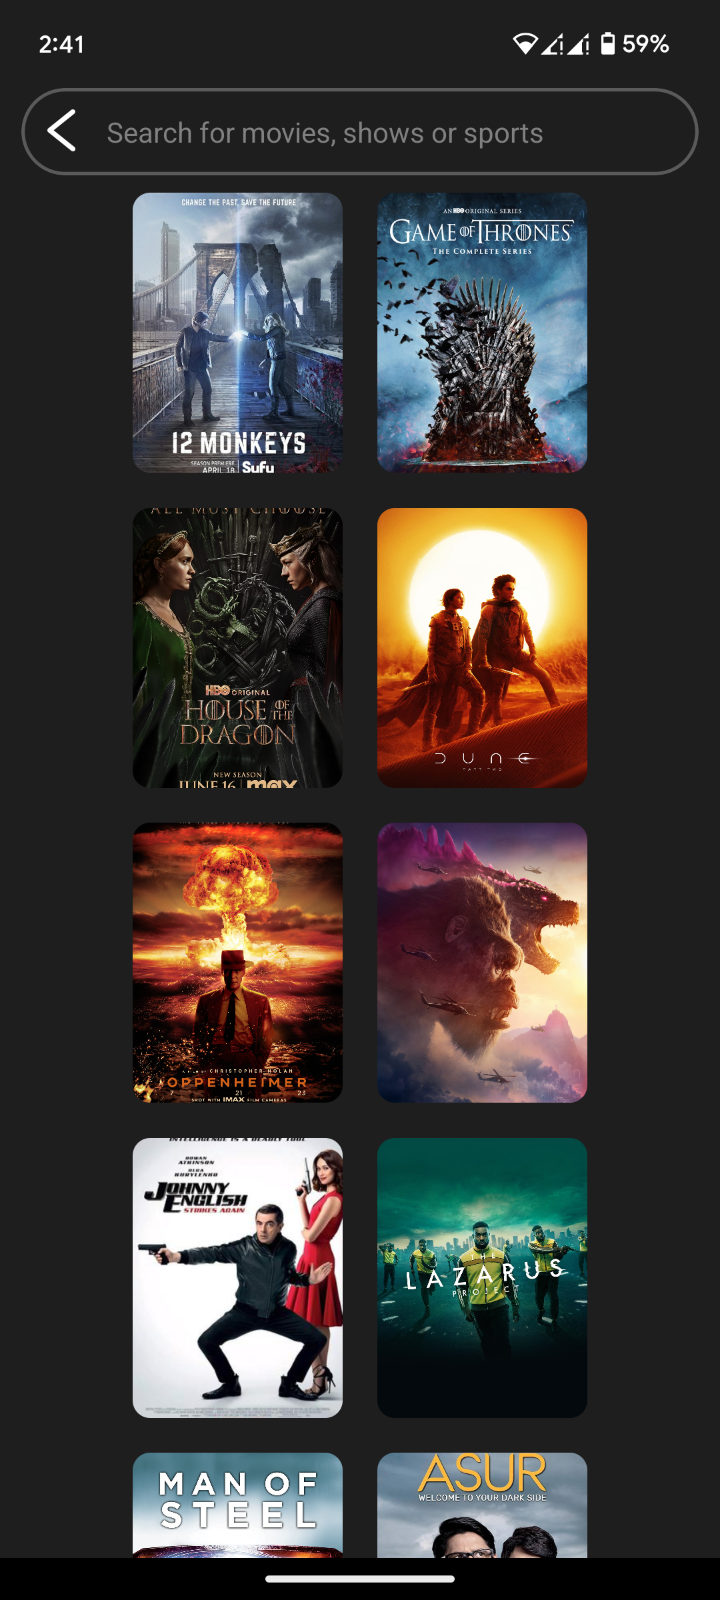 2:41
59%
Search for movies, shows or sports
CHANGE THE PAST, SAVE THE FUTURE
12 MONKEYS
SEASON PREMIERE
APRIL 18
Syfy
AN HBO ORIGINAL SERIES
GAME OF THRONES
THE COMPLETE SERIES
ALL MUST CHOOSE
HBO ORIGINAL
HOUSE OF THE
DRAGON
NEW SEASON
JUNE 16 max
DUNE
PART TWO
CHRISTOPHER NOLAN
OPPENHEIMER
7 21 23
SHOT WITH IMAX FILM CAMERAS
INTELLIGENCE IS A DEADLY TOOL
ROWAN
ATKINSON
OLGA
KURYLENKO
JOHNNY
ENGLISH
STRIKES AGAIN
THE
LAZARUS
PROJECT
MAN OF
STEEL
ASUR
WELCOME TO YOUR DARK SIDE